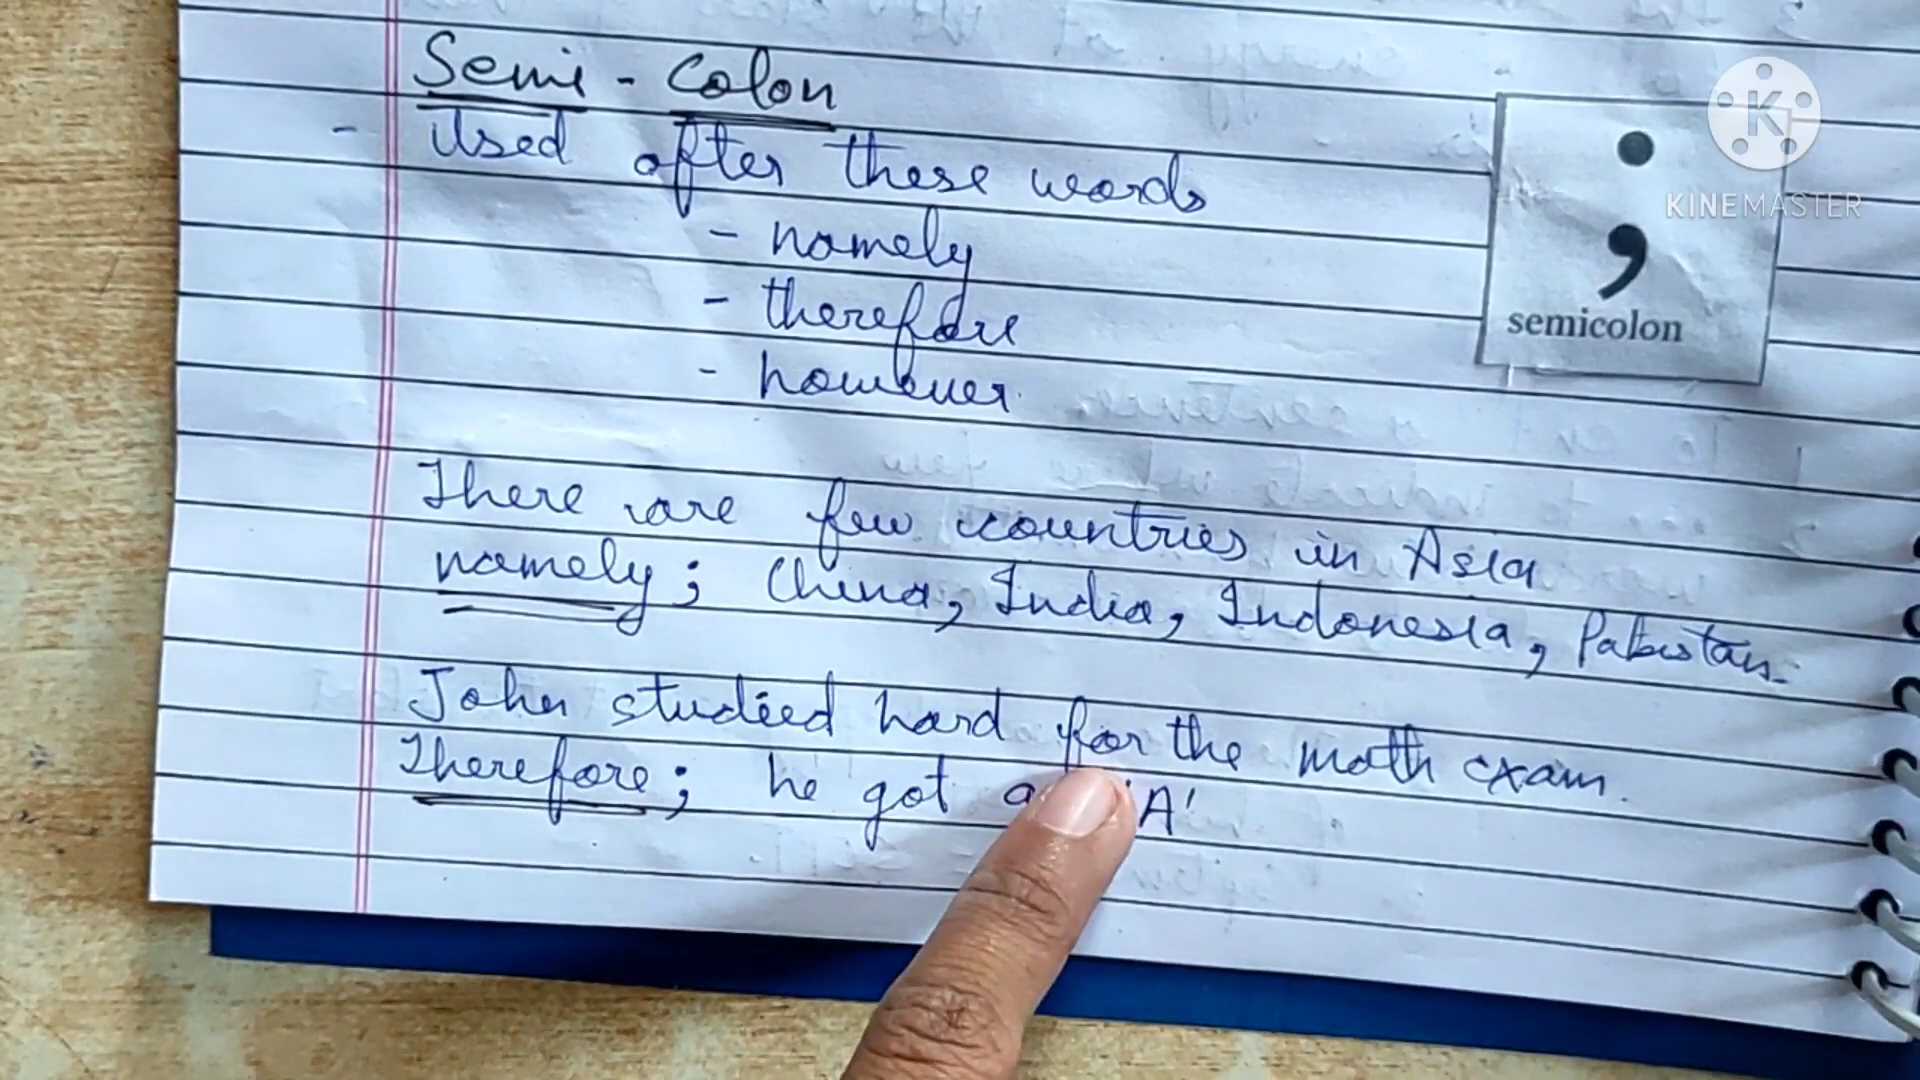 Semi - Colon
- Used after these words
- namely
- therefore
- however
;
semicolon
K
KINEMASTER
There are few countries in Asia
namely; China, India, Indonesia, Pakistan.
John studied hard for the math exam.
Therefore; he got a 'A'